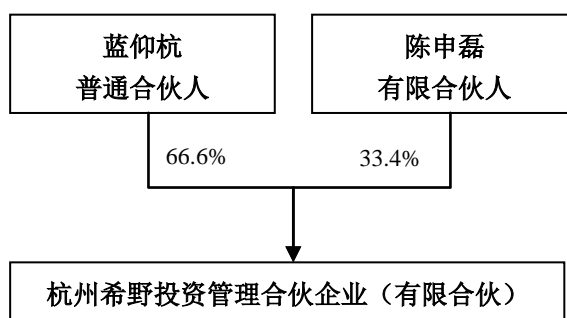 蓝仰杭
普通合伙人
陈申磊
有限合伙人
66.6%
33.4%
杭州希野投资管理合伙企业（有限合伙）